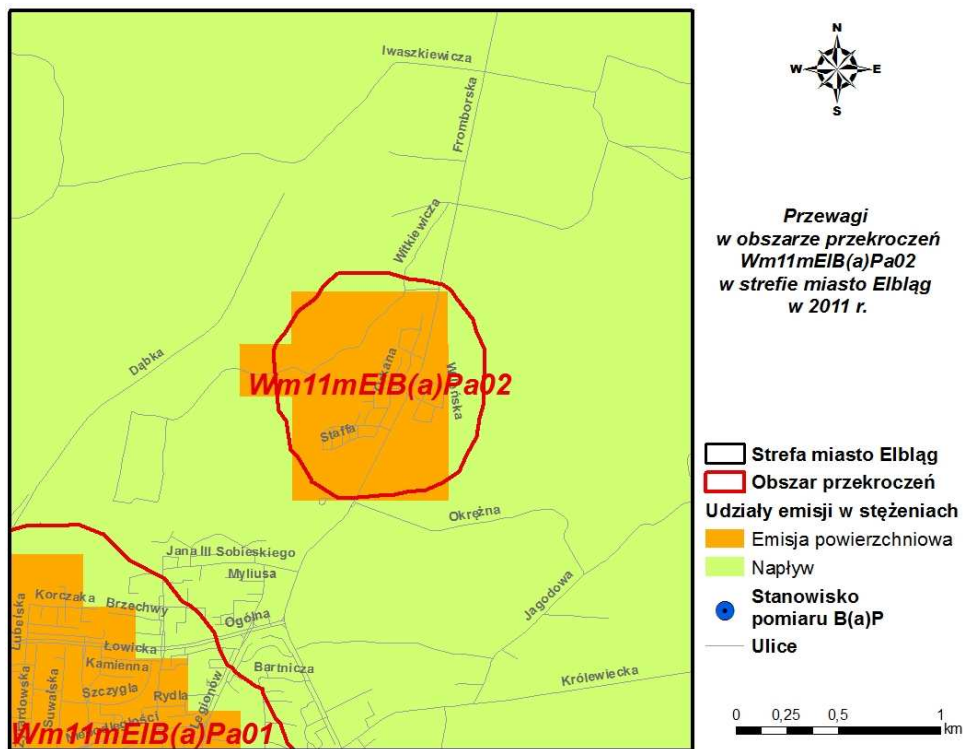 Iwaszkiewicza
Fromborska
Witkiewicza
Dąbka
Wm11mElB(a)Pa02
Staffa
Okrężna
Jana III Sobieskiego
Myliusa
Jagodowa
Korczaka
Brzechwy
Ogólna
Lubelska
Łowicka
Kamienna
Bartnicza
Królewiecka
Szczygla
Rydla
Suwalska
Legionów
Wm11mElB(a)Pa01
N
W
E
S
Przewagi
w obszarze przekroczeń
Wm11mElB(a)Pa02
w strefie miasto Elbląg
w 2011 r.
Strefa miasto Elbląg
Obszar przekroczeń
Udziały emisji w stężeniach
Emisja powierzchniowa
Napływ
Stanowisko
pomiaru B(a)P
Ulice
0 0,25 0,5 1
km